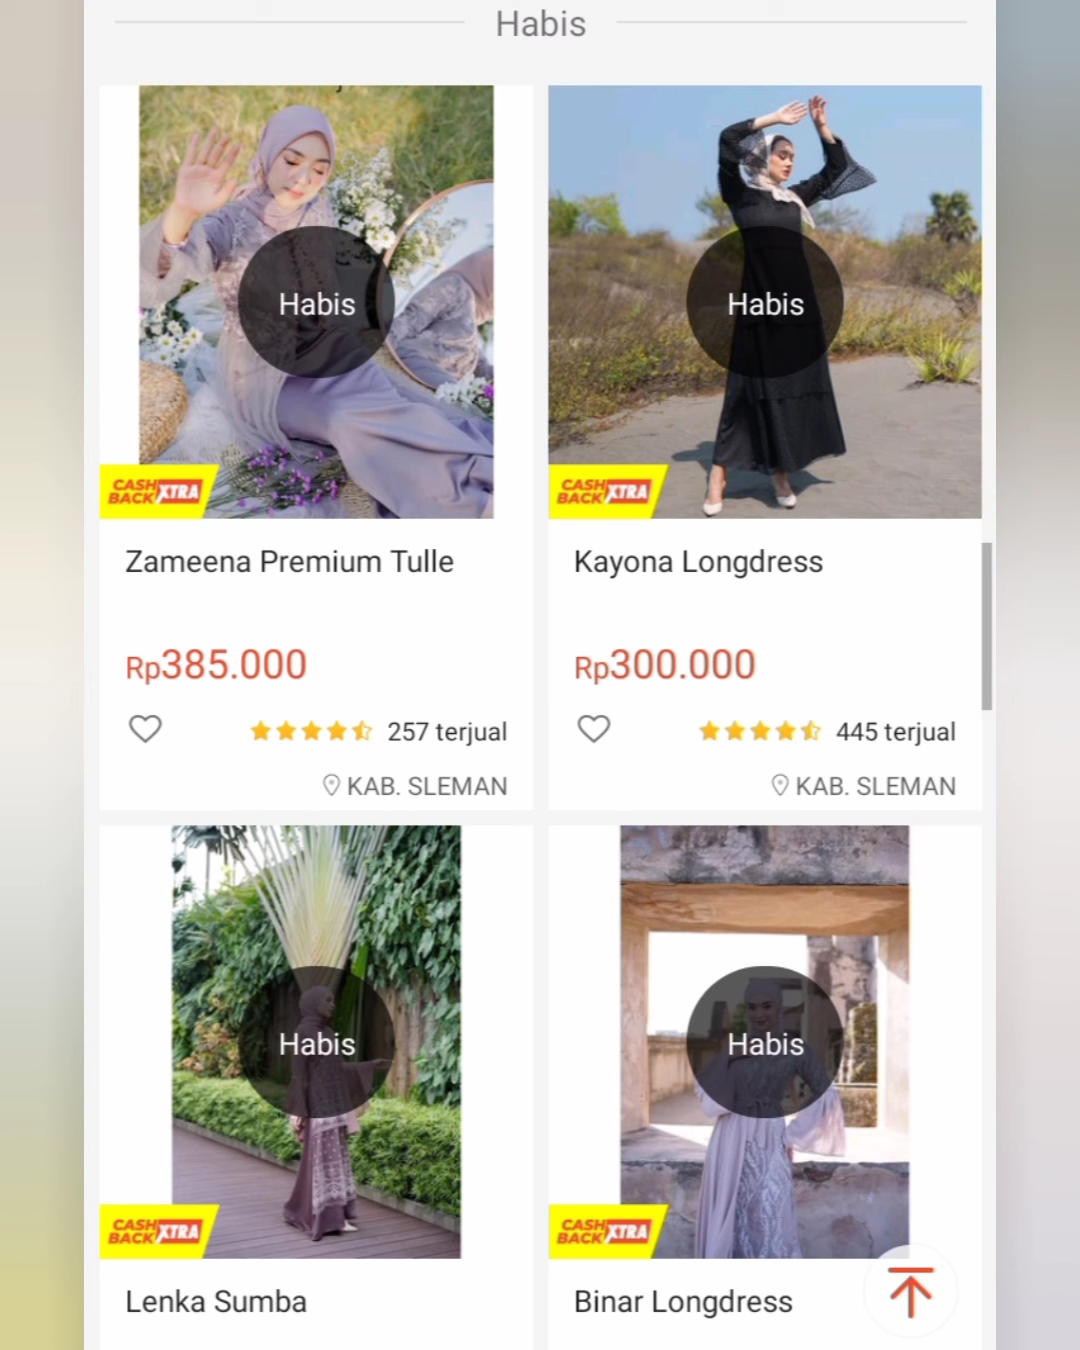 Habis
Habis
Habis
CASH
BACK XTRA
CASH
BACK XTRA
Zameena Premium Tulle
Kayona Longdress
Rp385.000
Rp300.000
257 terjual
445 terjual
KAB. SLEMAN
KAB. SLEMAN
Habis
Habis
CASH
BACK XTRA
CASH
BACK XTRA
Lenka Sumba
Binar Longdress